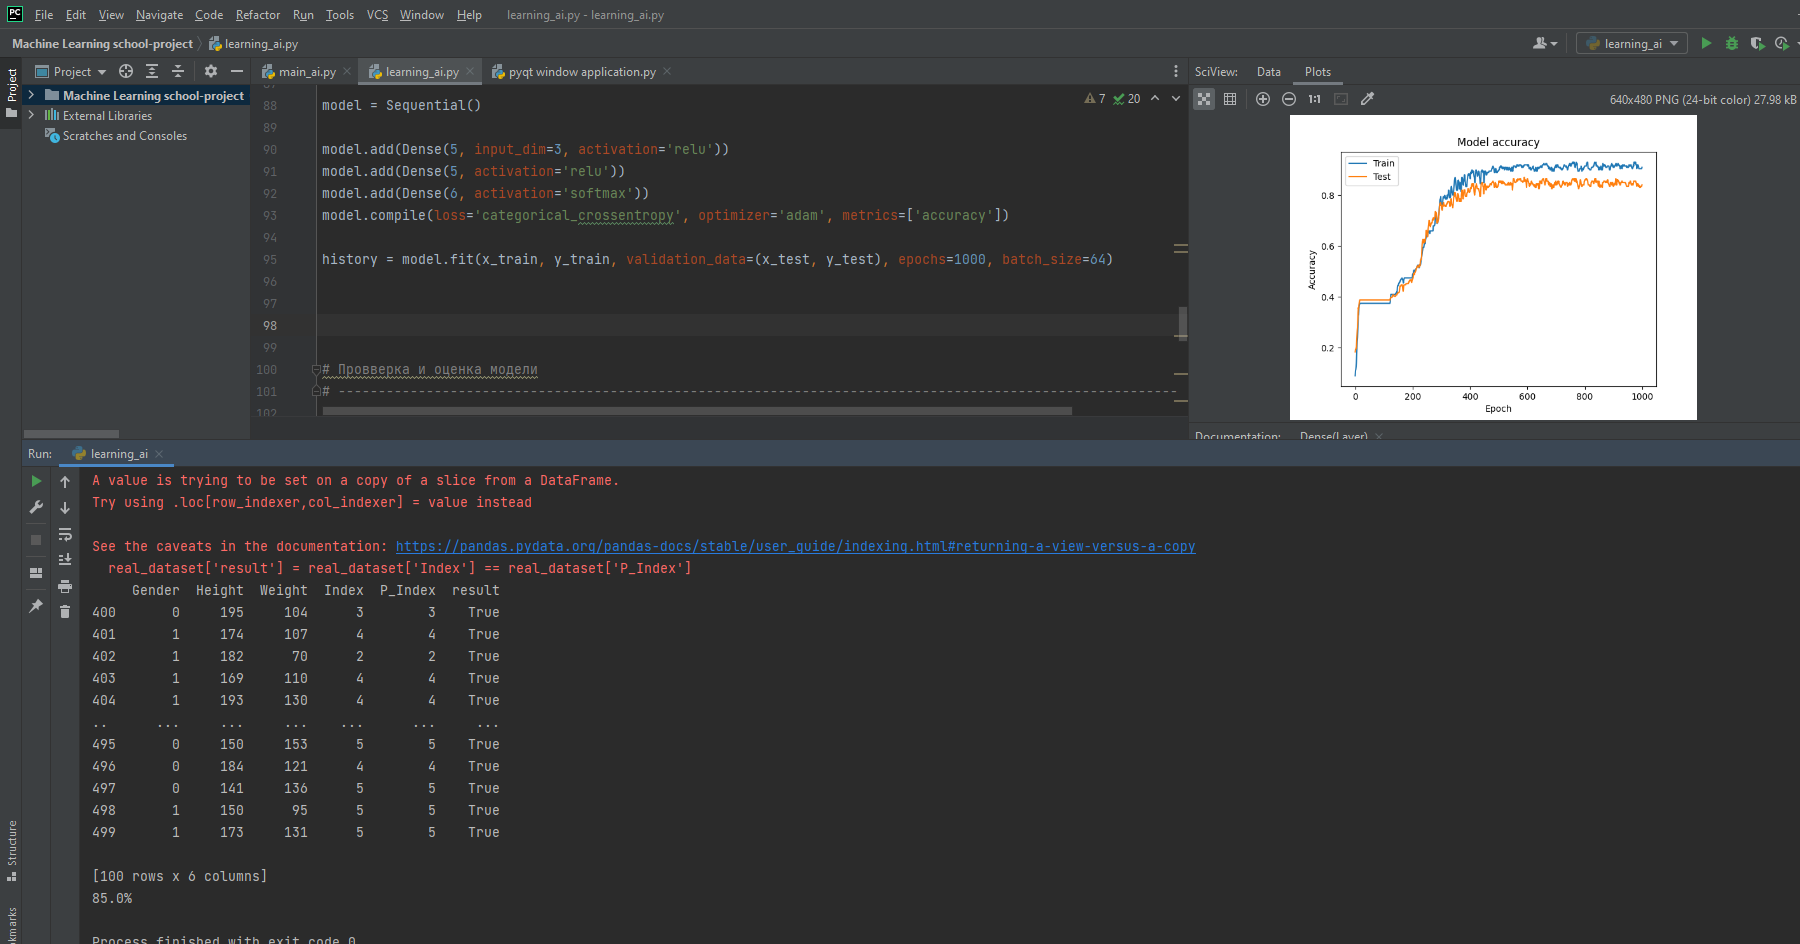 PC File Edit View Navigate Code Refactor Run Tools VCS Window Help learning_ai.py - learning_ai.py
Machine Learning school-project learning_ai.py
learning_ai
Project
Project
main_ai.py learning_ai.py pyqt window application.py
SciView: Data Plots
Machine Learning school-project
External Libraries
Scratches and Consoles
7 20
1:1 640x480 PNG (24-bit color) 27.98 kB
88 model = Sequential()
89
90 model.add(Dense(5, input_dim=3, activation='relu'))
91 model.add(Dense(5, activation='relu'))
92 model.add(Dense(6, activation='softmax'))
93 model.compile(loss='categorical_crossentropy', optimizer='adam', metrics=['accuracy'])
94
95 history = model.fit(x_train, y_train, validation_data=(x_test, y_test), epochs=1000, batch_size=64)
96
97
98
99
100 # Провверка и оценка модели
101 # ----------------------------------------------------------------------------------------------------------
102
Model accuracy
Train
Test
Accuracy
0.8
0.6
0.4
0.2
0 200 400 600 800 1000
Epoch
Documentation: Dense(Layer)
Run: learning_ai
A value is trying to be set on a copy of a slice from a DataFrame.
Try using .loc[row_indexer,col_indexer] = value instead
See the caveats in the documentation: https://pandas.pydata.org/pandas-docs/stable/user_guide/indexing.html#returning-a-view-versus-a-copy
real_dataset['result'] = real_dataset['Index'] == real_dataset['P_Index']
Gender Height Weight Index P_Index result
400 0 195 104 3 3 True
401 1 174 107 4 4 True
402 1 182 70 2 2 True
403 1 169 110 4 4 True
404 1 193 130 4 4 True
.. ... ... ... ... ... ...
495 0 150 153 5 5 True
496 0 184 121 4 4 True
497 0 141 136 5 5 True
498 1 150 95 5 5 True
499 1 173 131 5 5 True
[100 rows x 6 columns]
85.0%
Process finished with exit code 0
Structure